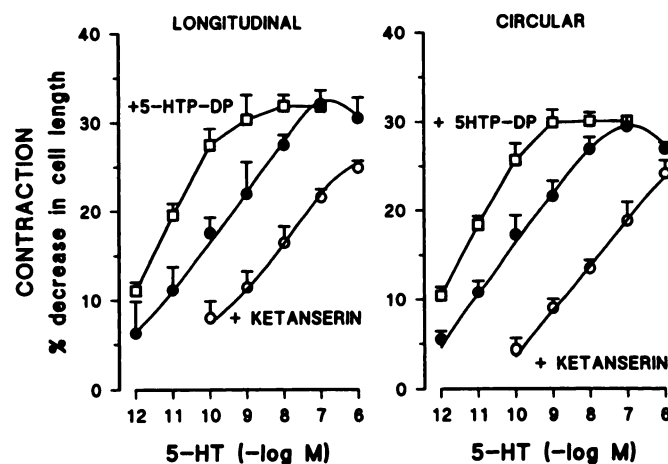 LONGITUDINAL
CIRCULAR
CONTRACTION
% decrease in cell length
40
30
20
10
0
+5-HTP-DP
+ KETANSERIN
12 11 10 9 8 7 6
5-HT (-log M)
40
30
20
10
0
+ 5HTP-DP
+ KETANSERIN
12 11 10 9 8 7 6
5-HT (-log M)